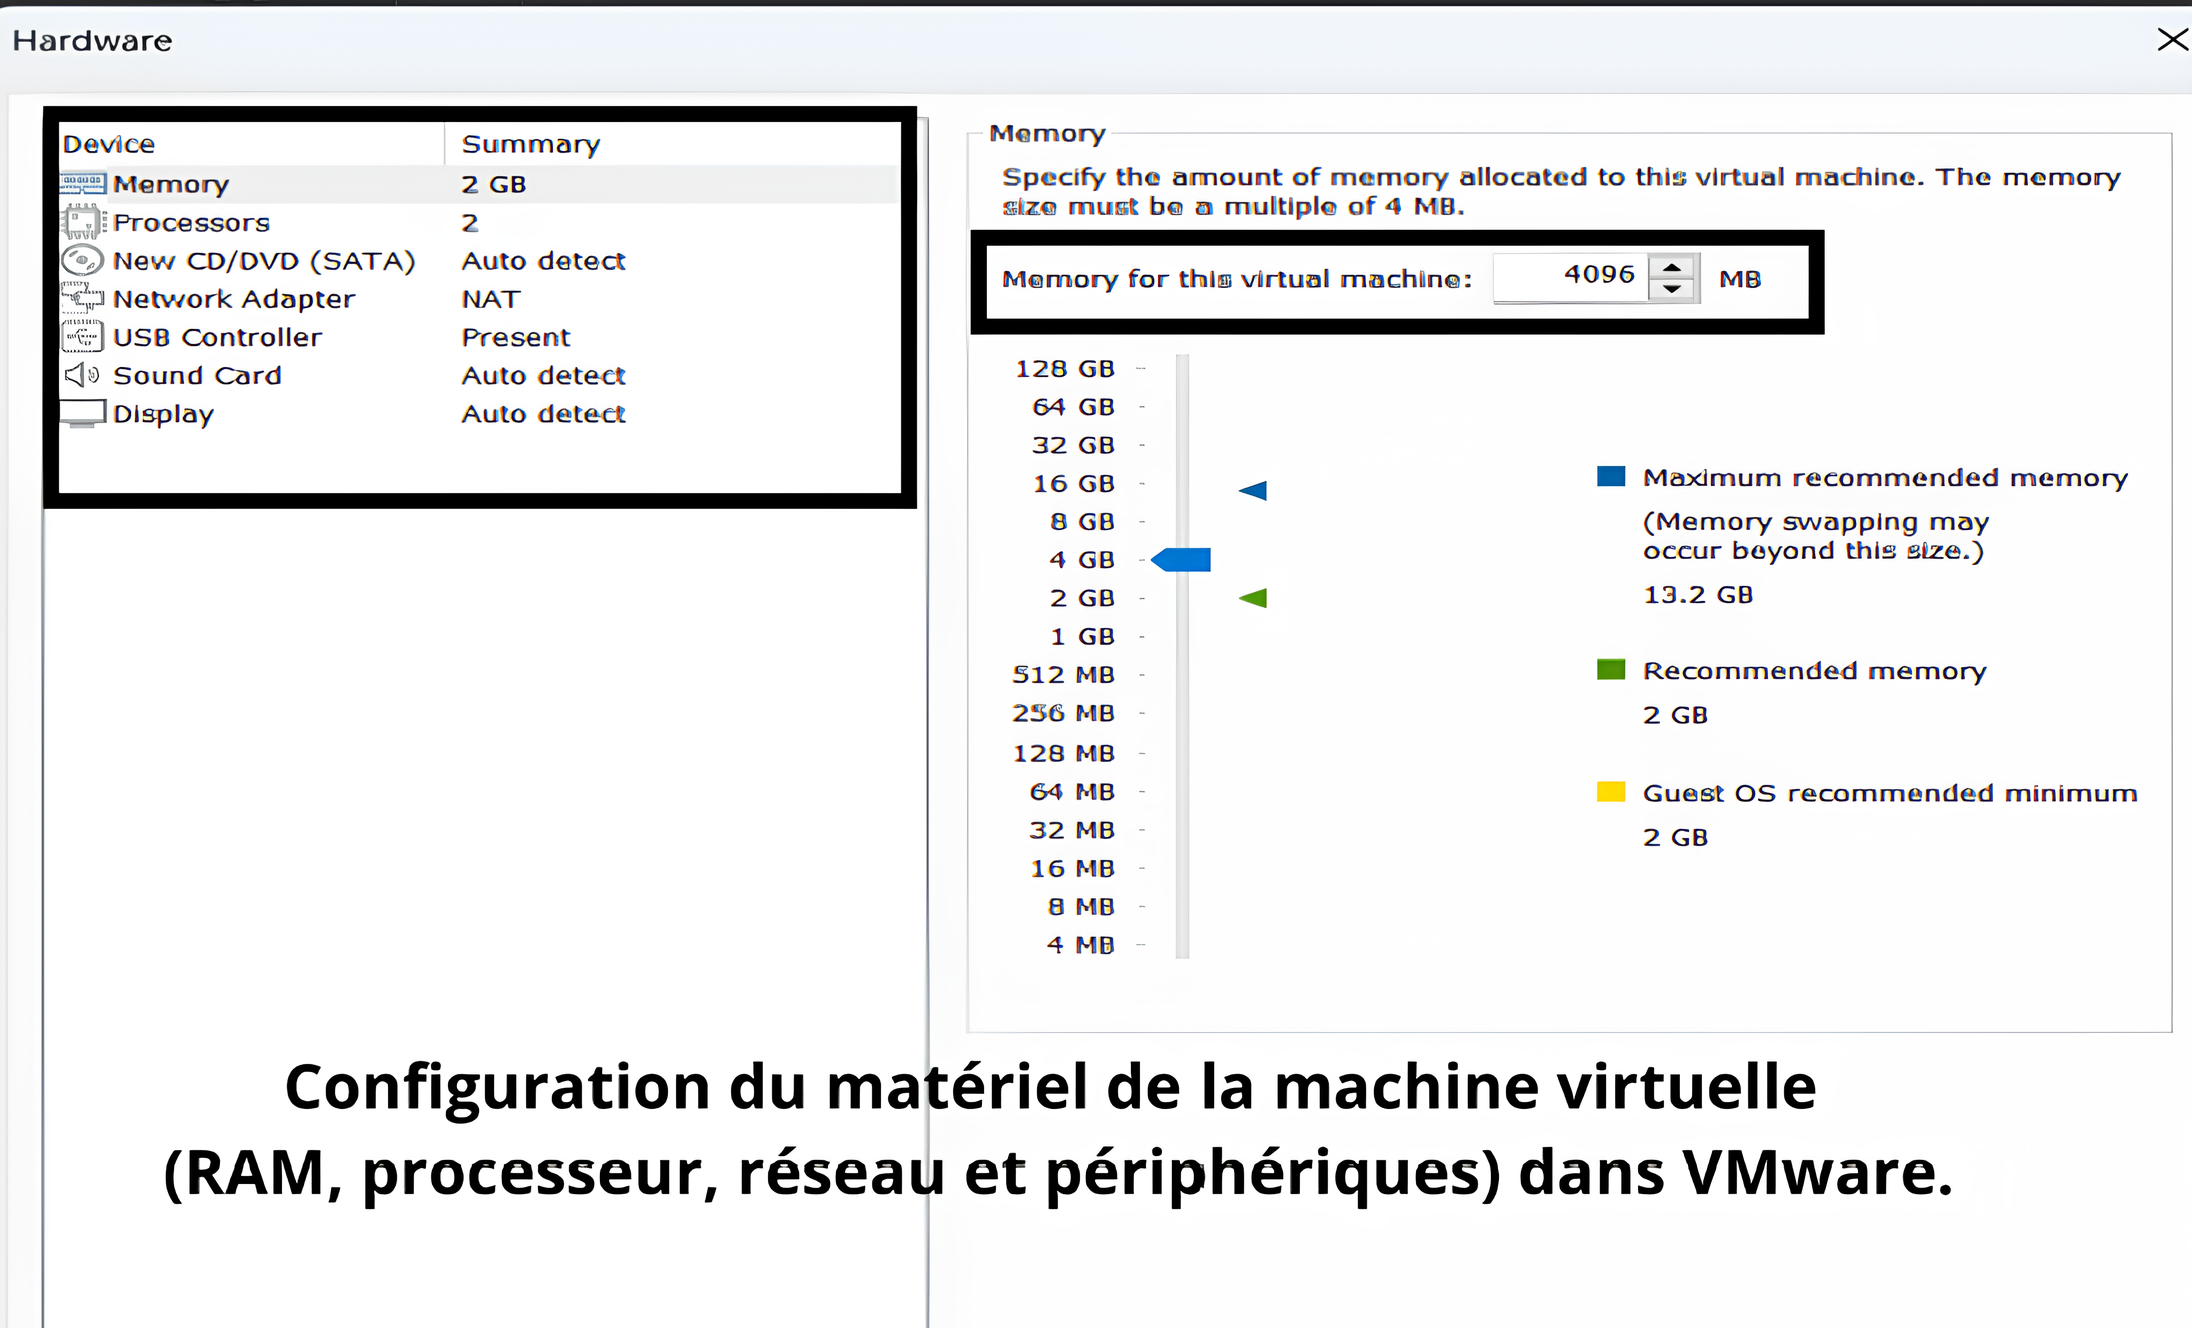 Hardware
Device Summary
Memory 2 GB
Processors 2
New CD/DVD (SATA) Auto detect
Network Adapter NAT
USB Controller Present
Sound Card Auto detect
Display Auto detect
Memory
Specify the amount of memory allocated to this virtual machine. The memory
size must be a multiple of 4 MB.
Memory for this virtual machine: 4096 MB
128 GB
64 GB
32 GB
16 GB
8 GB
4 GB
2 GB
1 GB
512 MB
256 MB
128 MB
64 MB
32 MB
16 MB
8 MB
4 MB
Maximum recommended memory
(Memory swapping may
occur beyond this size.)
13.2 GB
Recommended memory
2 GB
Guest OS recommended minimum
2 GB
Configuration du matériel de la machine virtuelle
(RAM, processeur, réseau et périphériques) dans VMware.